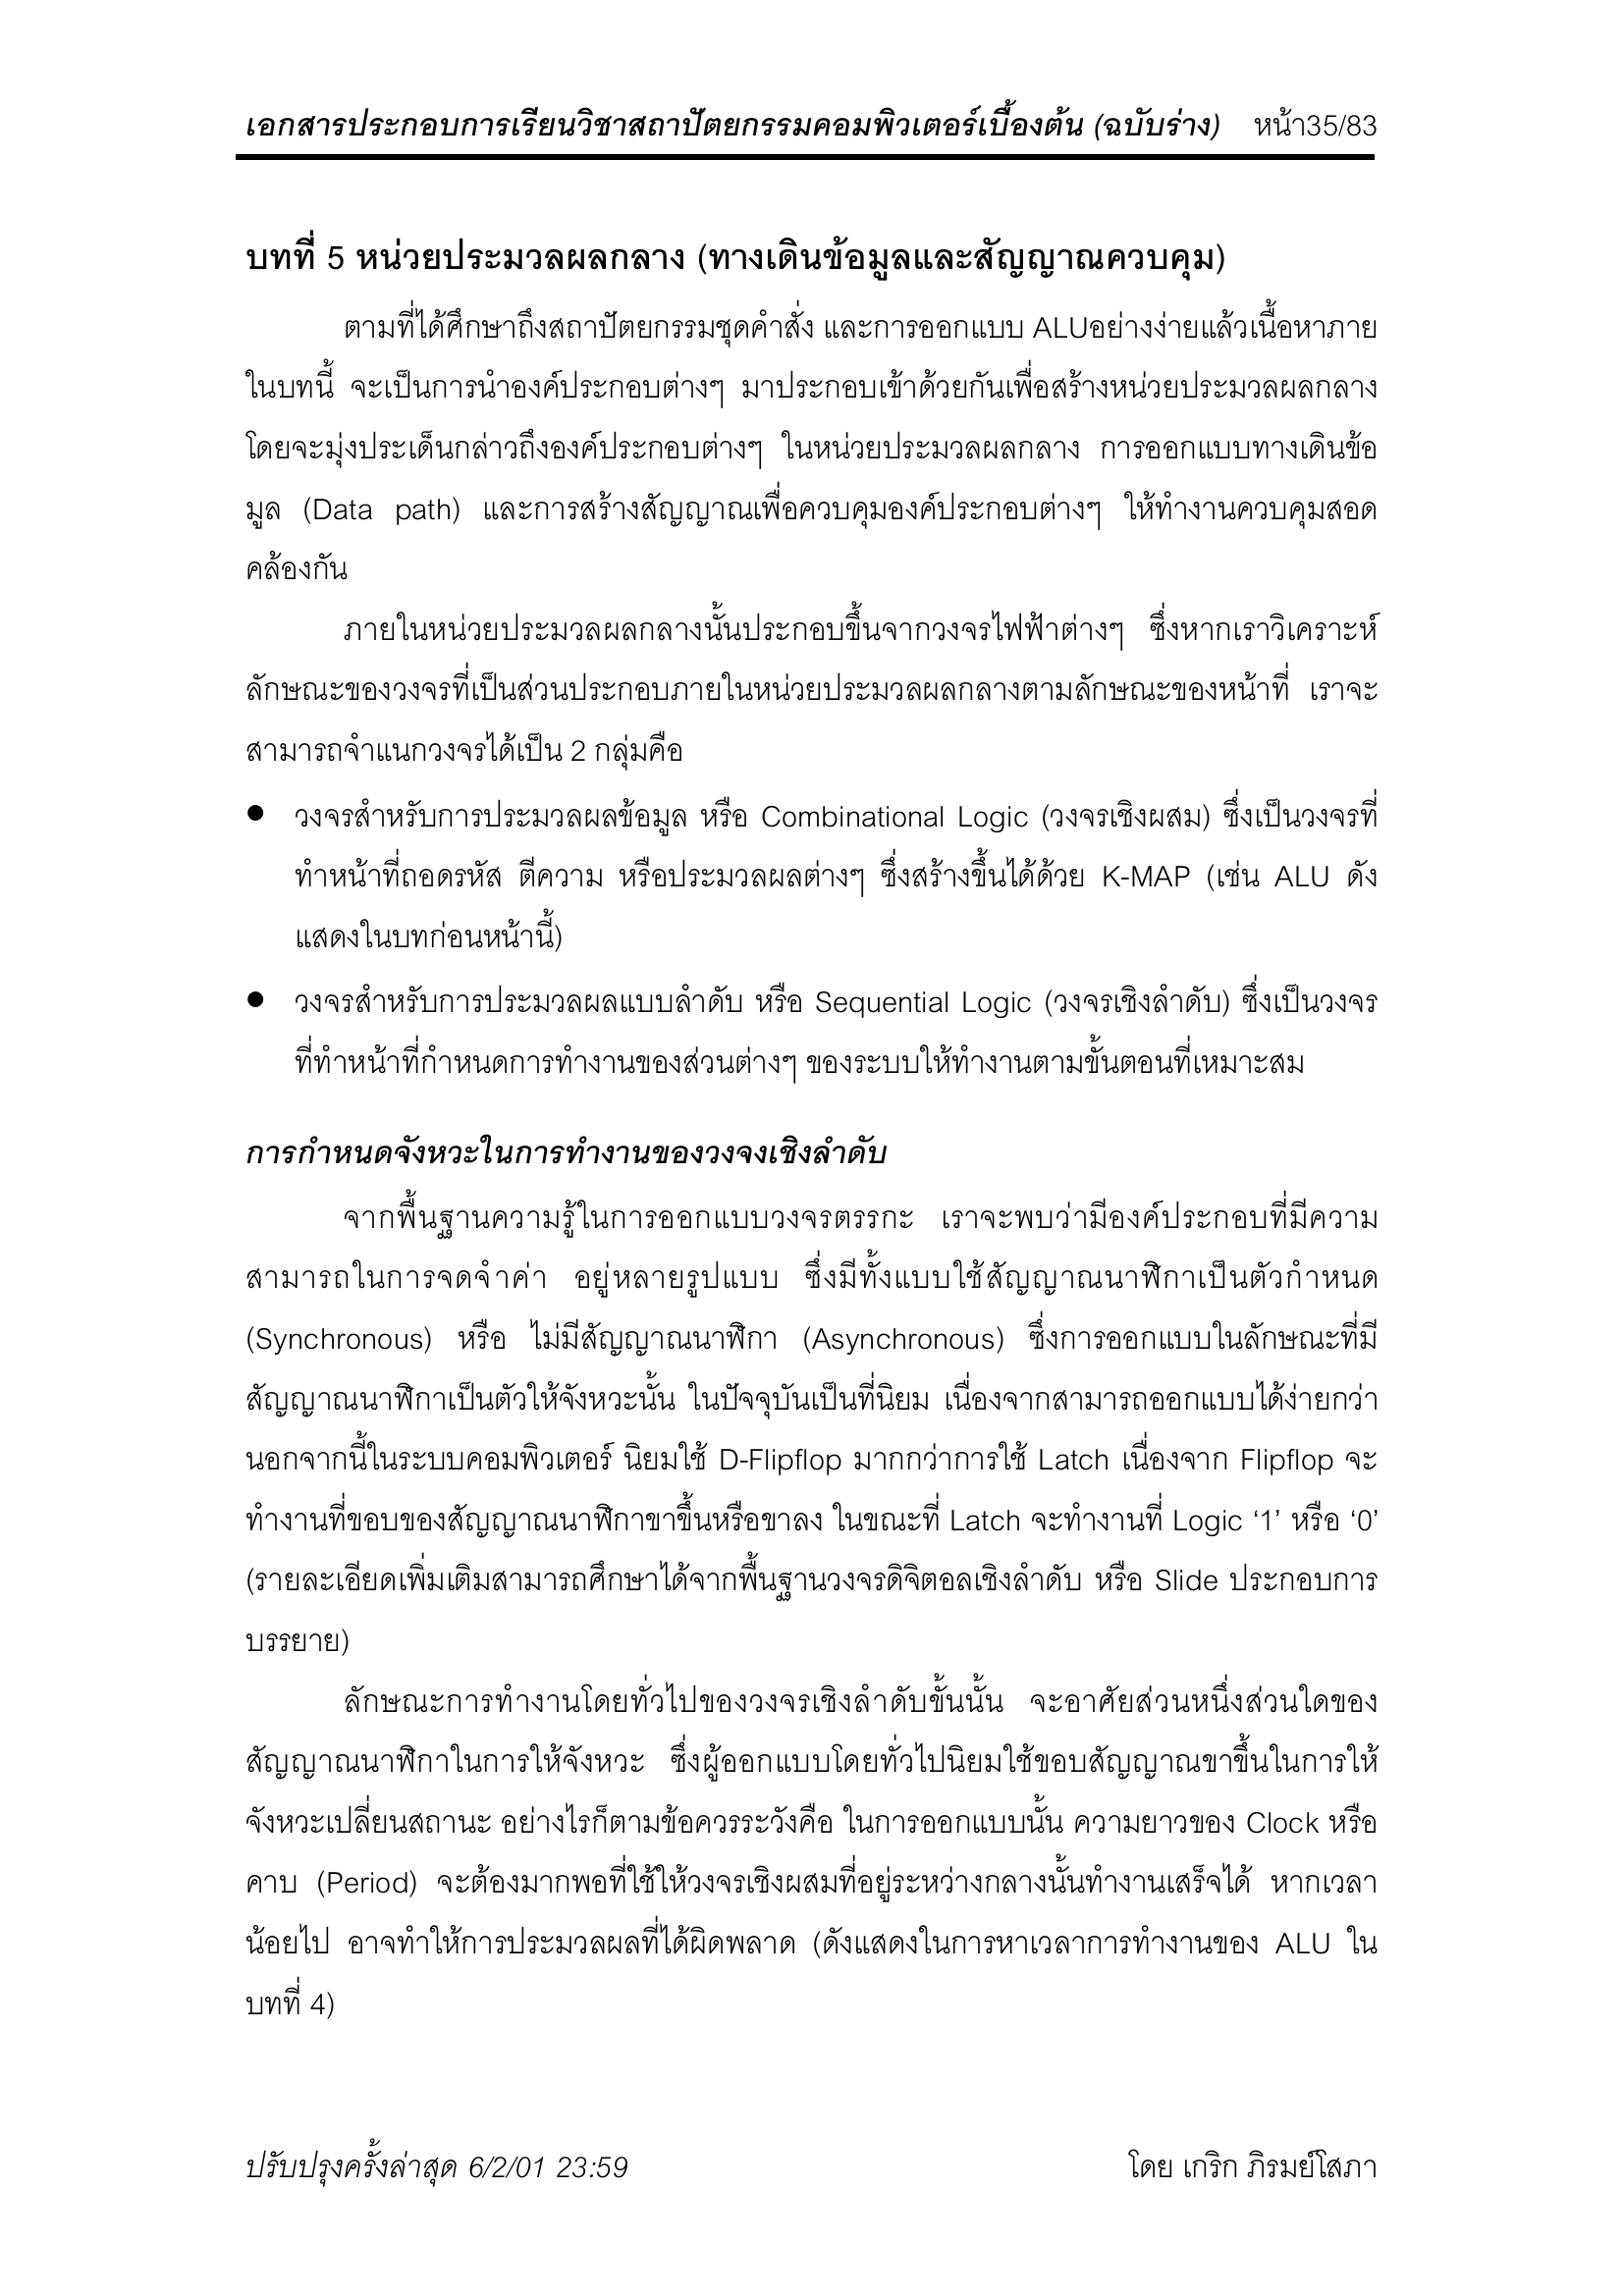 เอกสารประกอบการเรียนวิชาสถาปัตยกรรมคอมพิวเตอร์เบื้องต้น (ฉบับร่าง) หน้า35/83
บทที่ 5 หน่วยประมวลผลกลาง (ทางเดินข้อมูลและสัญญาณควบคุม)
ตามที่ได้ศึกษาถึงสถาปัตยกรรมชุดคำสั่ง และการออกแบบ ALUอย่างง่ายแล้วเนื้อหาภาย
ในบทนี้ จะเป็นการนำองค์ประกอบต่างๆ มาประกอบเข้าด้วยกันเพื่อสร้างหน่วยประมวลผลกลาง
โดยจะมุ่งประเด็นกล่าวถึงองค์ประกอบต่างๆ ในหน่วยประมวลผลกลาง การออกแบบทางเดินข้อ
มูล (Data path) และการสร้างสัญญาณเพื่อควบคุมองค์ประกอบต่างๆ ให้ทำงานควบคุมสอด
คล้องกัน
ภายในหน่วยประมวลผลกลางนั้นประกอบขึ้นจากวงจรไฟฟ้าต่างๆ ซึ่งหากเราวิเคราะห์
ลักษณะของวงจรที่เป็นส่วนประกอบภายในหน่วยประมวลผลกลางตามลักษณะของหน้าที่ เราจะ
สามารถจำแนกวงจรได้เป็น 2 กลุ่มคือ
● วงจรสำหรับการประมวลผลข้อมูล หรือ Combinational Logic (วงจรเชิงผสม) ซึ่งเป็นวงจรที่
ทำหน้าที่ถอดรหัส ตีความ หรือประมวลผลต่างๆ ซึ่งสร้างขึ้นได้ด้วย K-MAP (เช่น ALU ดัง
แสดงในบทก่อนหน้านี้)
● วงจรสำหรับการประมวลผลแบบลำดับ หรือ Sequential Logic (วงจรเชิงลำดับ) ซึ่งเป็นวงจร
ที่ทำหน้าที่กำหนดการทำงานของส่วนต่างๆ ของระบบให้ทำงานตามขั้นตอนที่เหมาะสม
การกำหนดจังหวะในการทำงานของวงจงเชิงลำดับ
จากพื้นฐานความรู้ในการออกแบบวงจรตรรกะ เราจะพบว่ามีองค์ประกอบที่มีความ
สามารถในการจดจำค่า อยู่หลายรูปแบบ ซึ่งมีทั้งแบบใช้สัญญาณนาฬิกาเป็นตัวกำหนด
(Synchronous) หรือ ไม่มีสัญญาณนาฬิกา (Asynchronous) ซึ่งการออกแบบในลักษณะที่มี
สัญญาณนาฬิกาเป็นตัวให้จังหวะนั้น ในปัจจุบันเป็นที่นิยม เนื่องจากสามารถออกแบบได้ง่ายกว่า
นอกจากนี้ในระบบคอมพิวเตอร์ นิยมใช้ D-Flipflop มากกว่าการใช้ Latch เนื่องจาก Flipflop จะ
ทำงานที่ขอบของสัญญาณนาฬิกาขาขึ้นหรือขาลง ในขณะที่ Latch จะทำงานที่ Logic ‘1’ หรือ ‘0’
(รายละเอียดเพิ่มเติมสามารถศึกษาได้จากพื้นฐานวงจรดิจิตอลเชิงลำดับ หรือ Slide ประกอบการ
บรรยาย)
ลักษณะการทำงานโดยทั่วไปของวงจรเชิงลำดับขั้นนั้น จะอาศัยส่วนหนึ่งส่วนใดของ
สัญญาณนาฬิกาในการให้จังหวะ ซึ่งผู้ออกแบบโดยทั่วไปนิยมใช้ขอบสัญญาณขาขึ้นในการให้
จังหวะเปลี่ยนสถานะ อย่างไรก็ตามข้อควรระวังคือ ในการออกแบบนั้น ความยาวของ Clock หรือ
คาบ (Period) จะต้องมากพอที่ใช้ให้วงจรเชิงผสมที่อยู่ระหว่างกลางนั้นทำงานเสร็จได้ หากเวลา
น้อยไป อาจทำให้การประมวลผลที่ได้ผิดพลาด (ดังแสดงในการหาเวลาการทำงานของ ALU ใน
บทที่ 4)
ปรับปรุงครั้งล่าสุด 6/2/01 23:59 โดย เกริก ภิรมย์โสภา